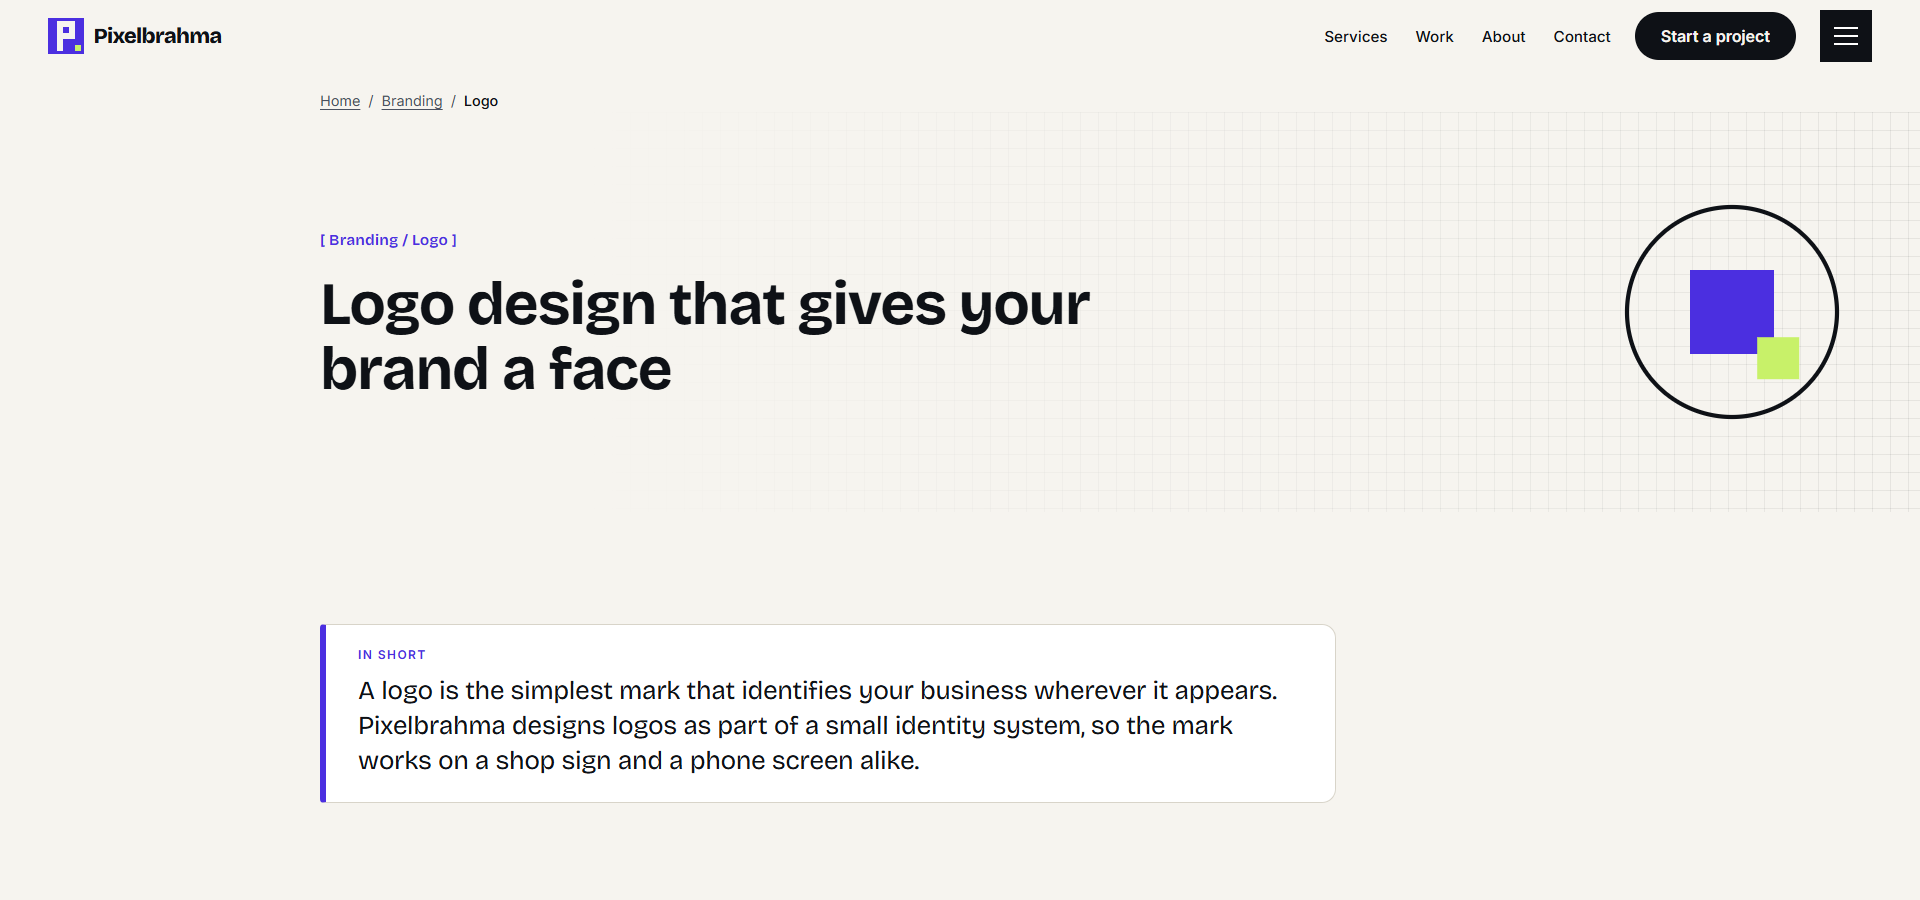 Pixelbrahma
Services
Work
About
Contact
Start a project
Home / Branding / Logo
[ Branding / Logo ]
Logo design that gives your
brand a face
IN SHORT
A logo is the simplest mark that identifies your business wherever it appears.
Pixelbrahma designs logos as part of a small identity system, so the mark
works on a shop sign and a phone screen alike.